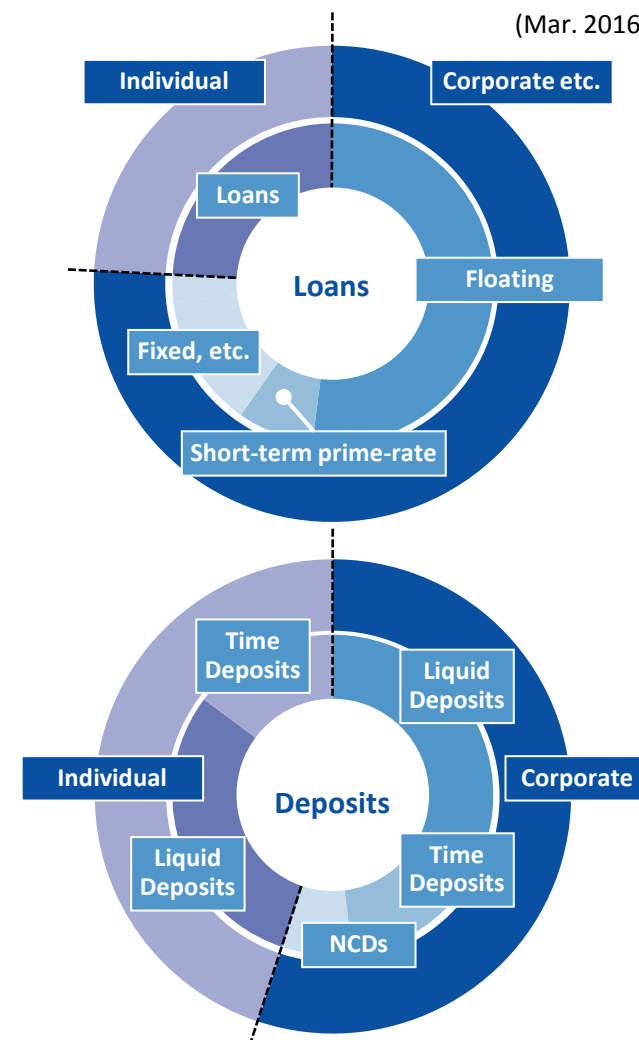 (Mar. 2016
Individual
Corporate etc.
Loans
Loans
Floating
Fixed, etc.
Short-term prime-rate
Time
Deposits
Liquid
Deposits
Individual
Deposits
Corporate
Liquid
Deposits
Time
Deposits
NCDs